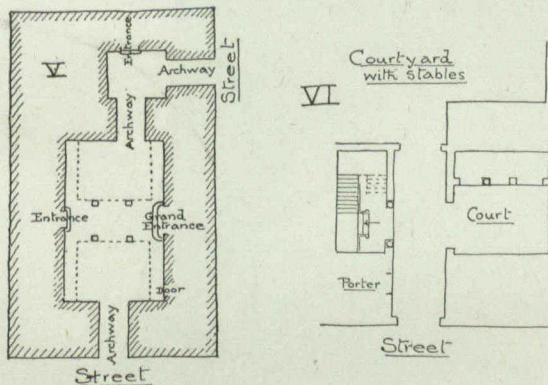 V
Entrance
Archway
Street
Archway
Entrance
Grand
Entrance
Door
Archway
Street
Courtyard
with stables
VI
Court
Porter
Street